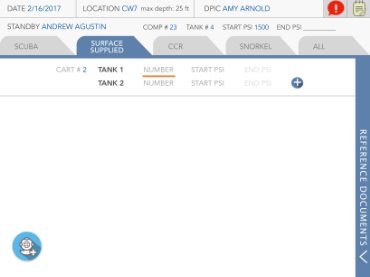 DATE 2/16/2017 LOCATION CW7 max depth: 25 ft DPIC AMY ARNOLD
STANDBY ANDREW AGUSTIN COMP # 23 TANK # 4 START PSI 1500 END PSI
SCUBA SURFACE SUPPLIED CCR SNORKEL ALL
CART # 2 TANK 1 NUMBER START PSI END PSI
TANK 2 NUMBER START PSI END PSI
REFERENCE DOCUMENTS